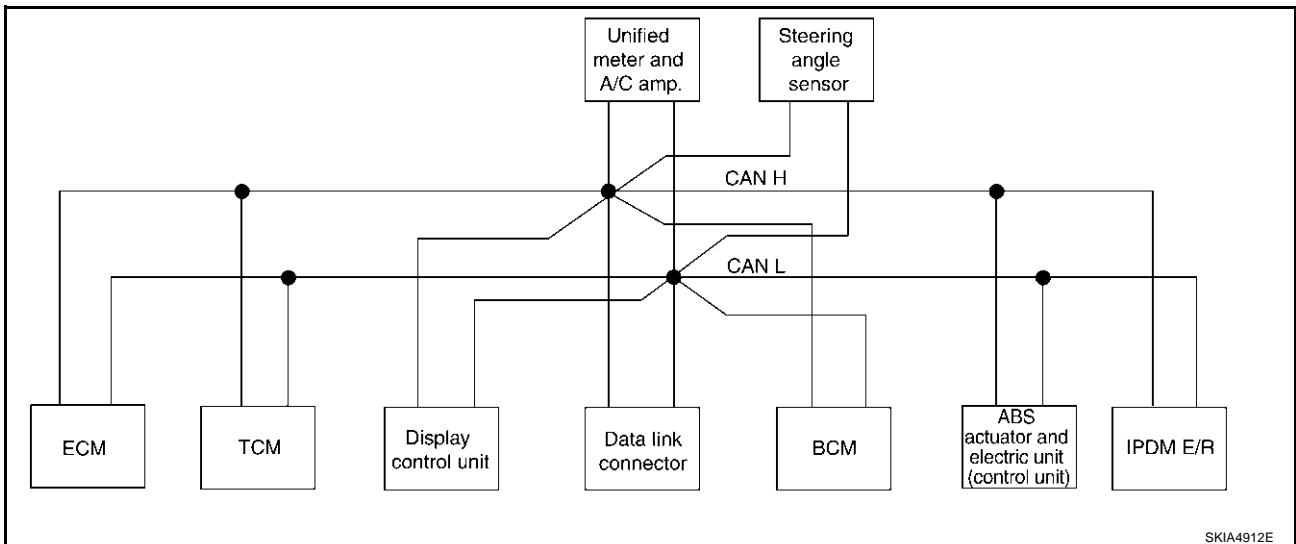 Unified
meter and
A/C amp.
Steering
angle
sensor
CAN H
CAN L
ECM
TCM
Display
control unit
Data link
connector
BCM
ABS
actuator and
electric unit
(control unit)
IPDM E/R
SKIA4912E